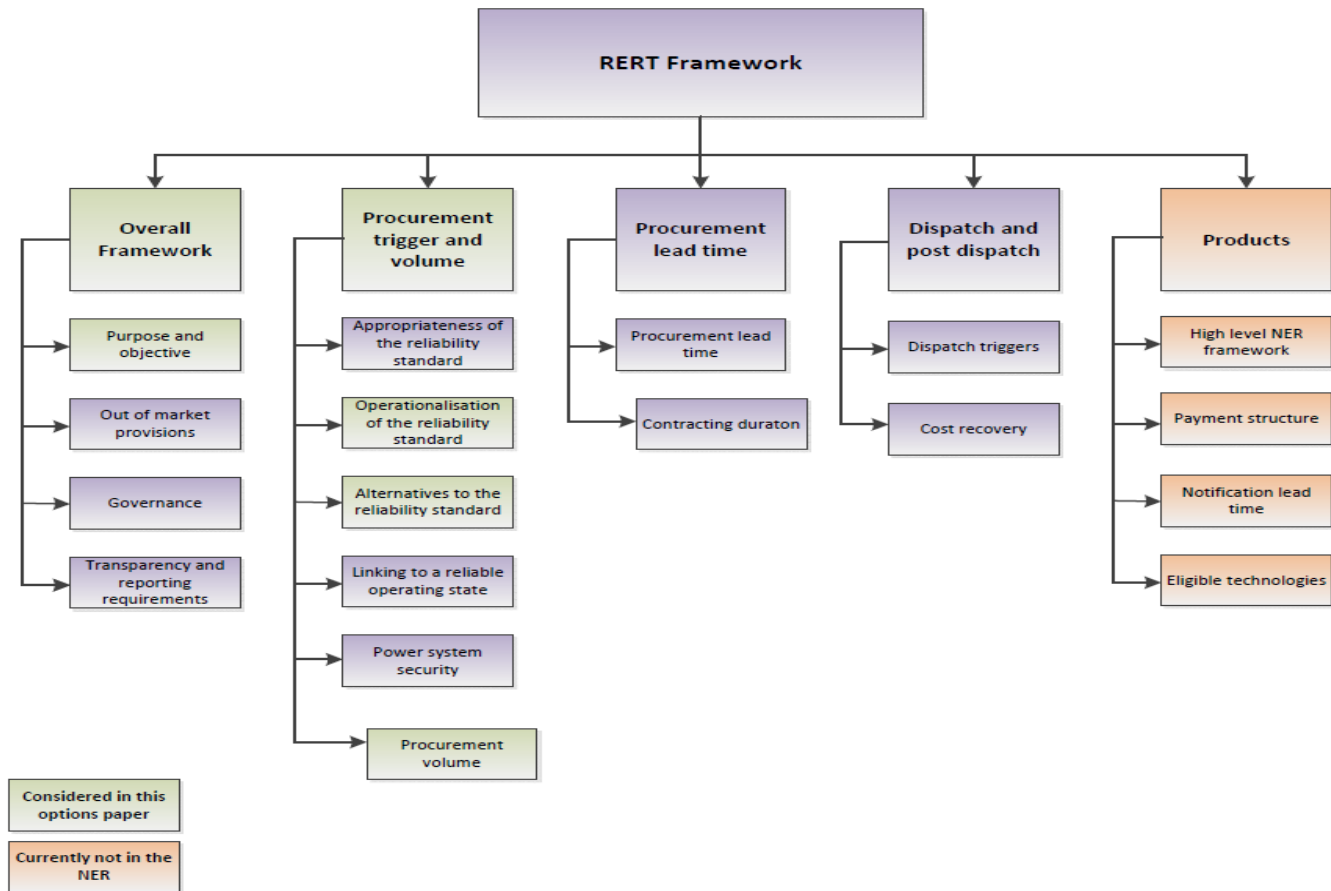 RERT Framework
Overall
Framework
Purpose and
objective
Out of market
provisions
Governance
Transparency and
reporting
requirements
Procurement
trigger and
volume
Appropriateness of
the reliability
standard
Operationalisation
of the reliability
standard
Alternatives to the
reliability standard
Linking to a reliable
operating state
Power system
security
Procurement
volume
Procurement
lead time
Procurement lead
time
Contracting duraton
Dispatch and
post dispatch
Dispatch triggers
Cost recovery
Products
High level NER
framework
Payment structure
Notification lead
time
Eligible technologies
Considered in this
options paper
Currently not in the
NER